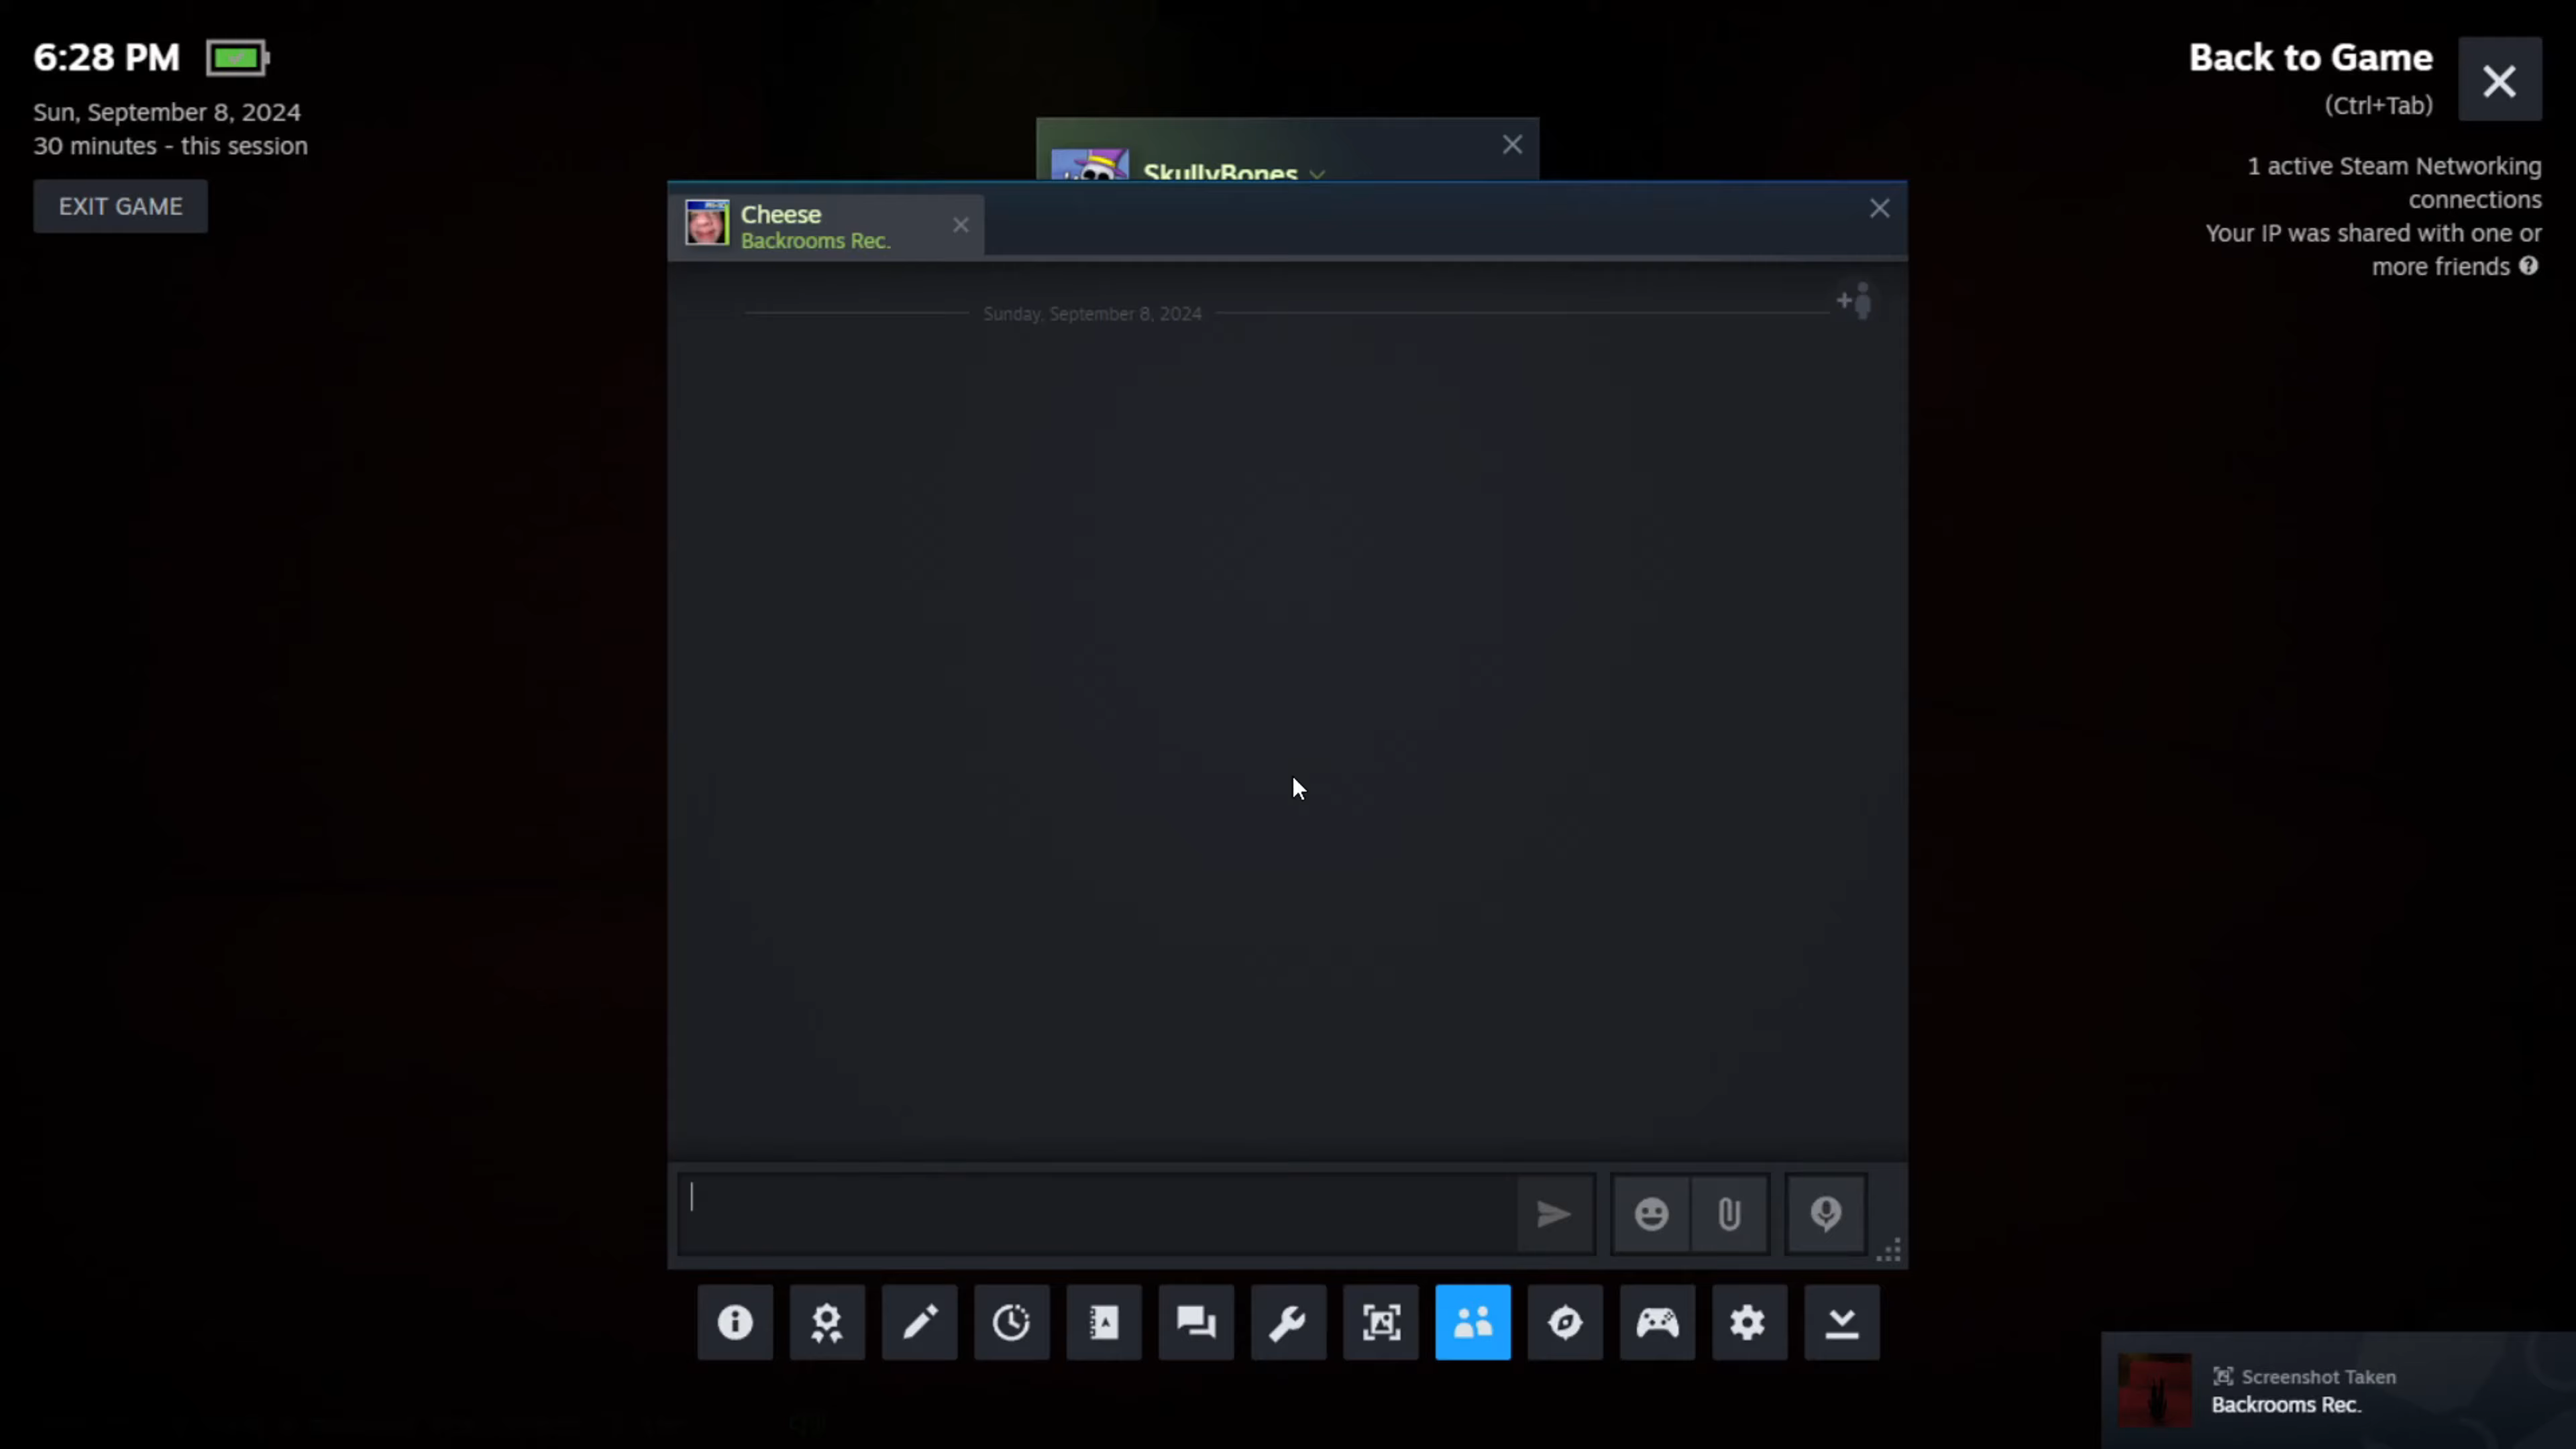 6:28 PM
Sun, September 8, 2024
30 minutes - this session
EXIT GAME
Back to Game
(Ctrl+Tab)
1 active Steam Networking
connections
Your IP was shared with one or
more friends
SkullyBones
Cheese
Backrooms Rec.
Sunday, September 8, 2024
Screenshot Taken
Backrooms Rec.